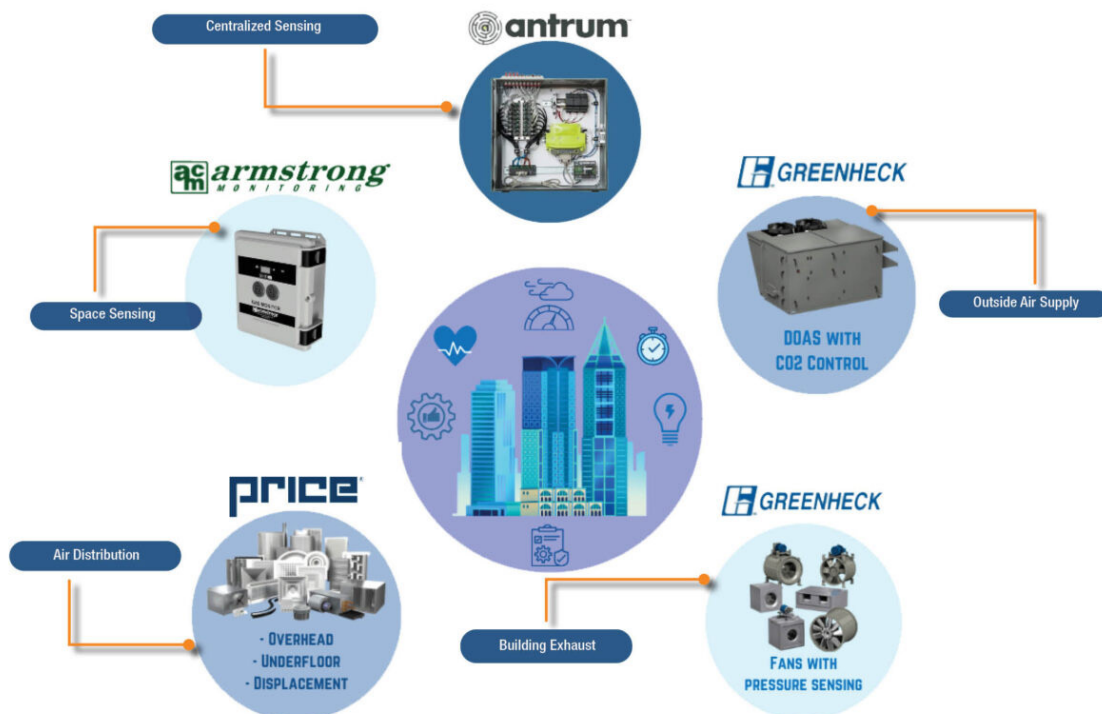 Centralized Sensing
antrum
acm armstrong
MONITORING
GREENHECK
Space Sensing
Outside Air Supply
DOAS WITH
CO2 CONTROL
price
GREENHECK
Air Distribution
- OVERHEAD
- UNDERFLOOR
- DISPLACEMENT
Building Exhaust
FANS WITH
PRESSURE SENSING